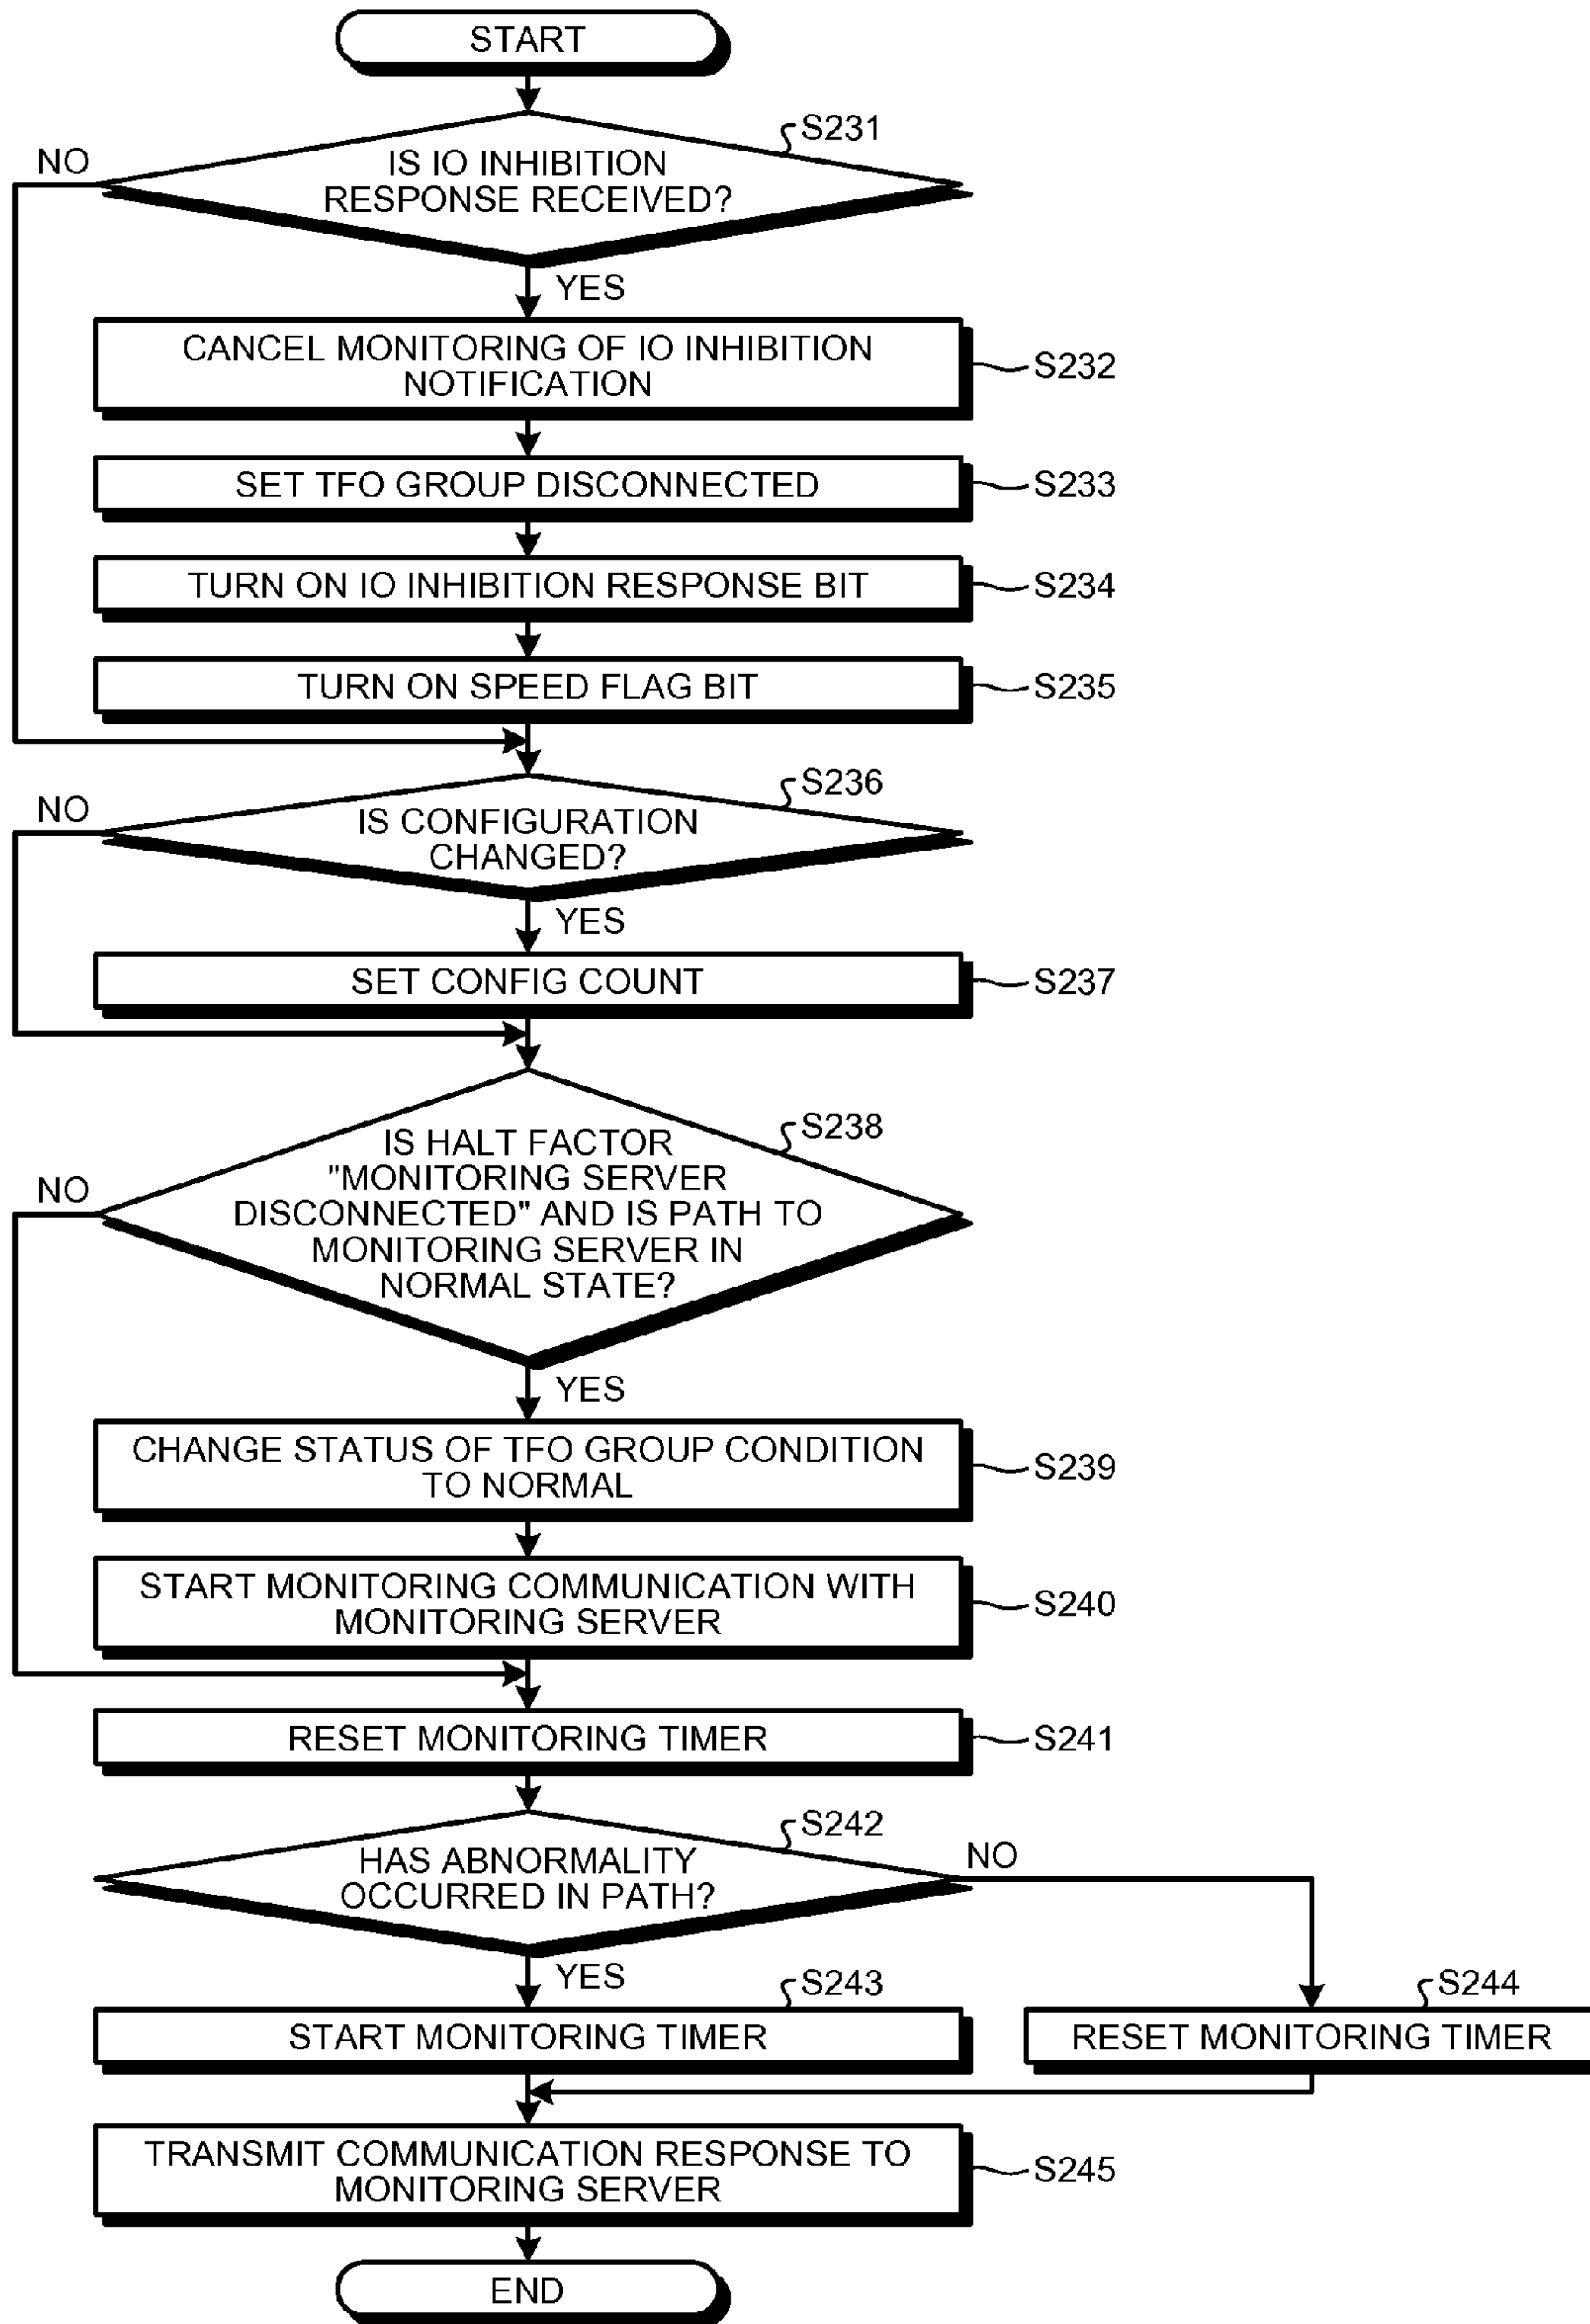 START
S231
NO
IS IO INHIBITION
RESPONSE RECEIVED?
YES
CANCEL MONITORING OF IO INHIBITION
NOTIFICATION
S232
SET TFO GROUP DISCONNECTED
S233
TURN ON IO INHIBITION RESPONSE BIT
S234
TURN ON SPEED FLAG BIT
S235
S236
NO
IS CONFIGURATION
CHANGED?
YES
SET CONFIG COUNT
S237
S238
NO
IS HALT FACTOR
"MONITORING SERVER
DISCONNECTED" AND IS PATH TO
MONITORING SERVER IN
NORMAL STATE?
YES
CHANGE STATUS OF TFO GROUP CONDITION
TO NORMAL
S239
START MONITORING COMMUNICATION WITH
MONITORING SERVER
S240
RESET MONITORING TIMER
S241
S242
HAS ABNORMALITY
OCCURRED IN PATH?
NO
YES
S243
START MONITORING TIMER
S244
RESET MONITORING TIMER
TRANSMIT COMMUNICATION RESPONSE TO
MONITORING SERVER
S245
END